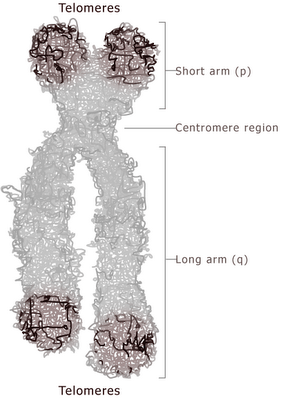 Telomeres
Short arm (p)
Centromere region
Long arm (q)
Telomeres